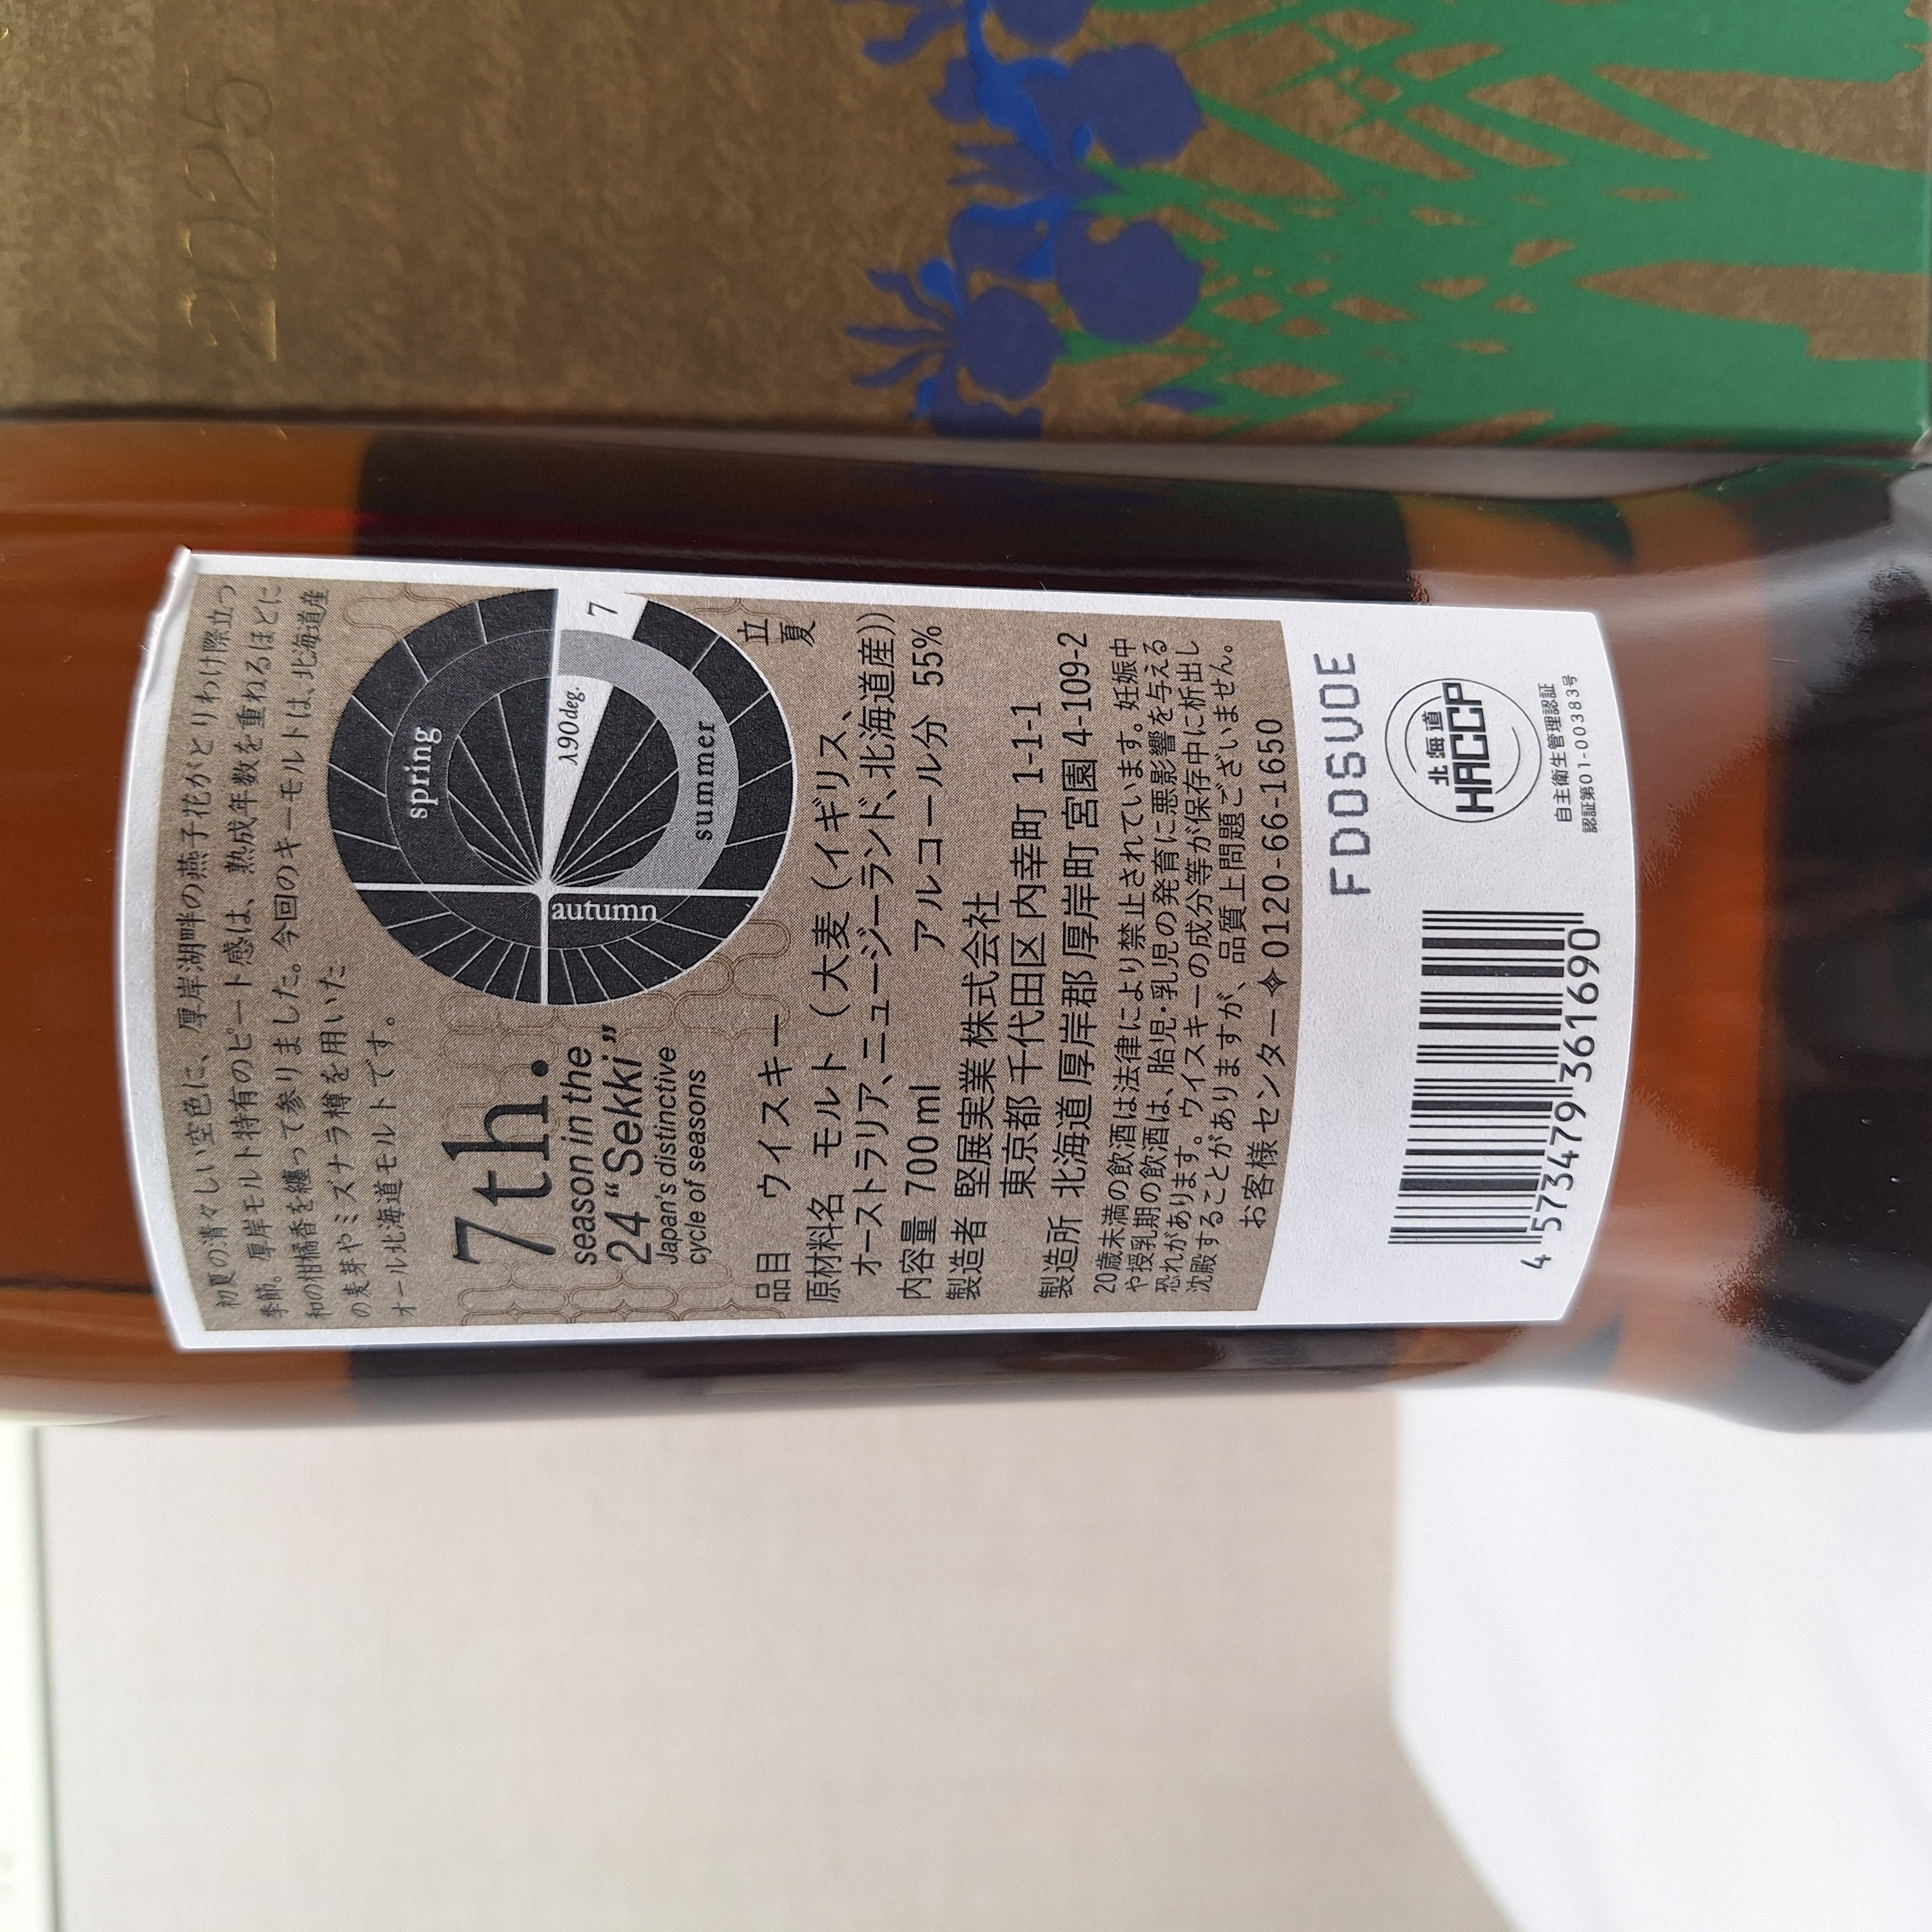 2025
初夏の清々しい空色に、厚岸湖畔の燕子花がとりわけ際立つ
季節。厚岸モルト特有のピート感は、熟成年数を重ねるほどに
和の柑橘香を纏って参りました。今回のキーモルトは、北海道産
の麦芽やミズナラ樽を用いた
オール北海道モルトです。
7th.
season in the
24 “Sekki”
Japan's distinctive
cycle of seasons
spring
λ90deg.
7
summer
autumn
立
夏
品目 ウイスキー
原材料名 モルト（大麦（イギリス、
オーストラリア、ニュージーランド、北海道産））
内容量 700ml アルコール分 55%
製造者 堅展実業 株式会社
東京都 千代田区 内幸町 1-1-1
製造所 北海道 厚岸郡 厚岸町 宮園 4-109-2
20歳未満の飲酒は法律により禁止されています。妊娠中
や授乳期の飲酒は、胎児・乳児の発育に悪影響を与える
恐れがあります。ウイスキーの成分等が保存中に析出し
沈殿することがありますが、品質上問題ございません。
お客様センター✧0120-66-1650
FD0SV0E
4 573479 361690
北海道
HACCP
自主衛生管理認証
認証第01-00383号